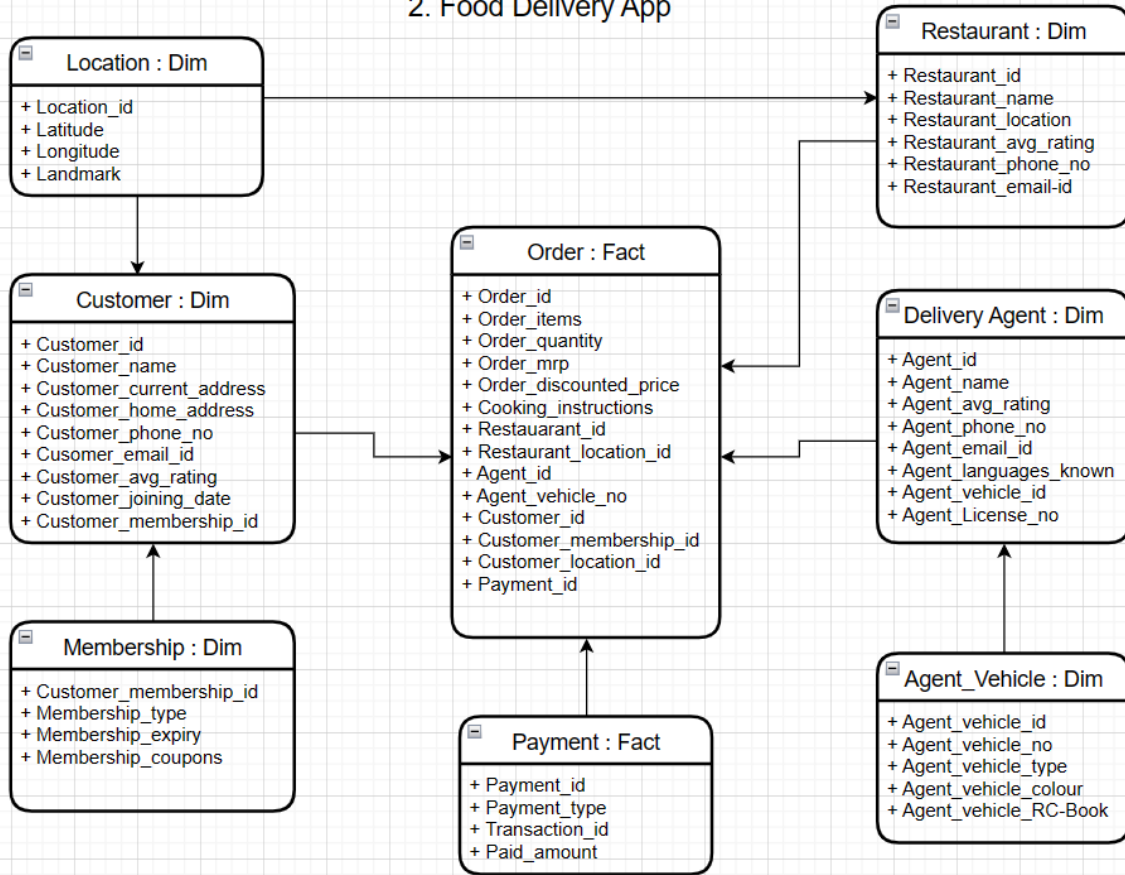 2. Food Delivery App
Location : Dim
+ Location_id
+ Latitude
+ Longitude
+ Landmark
Restaurant : Dim
+ Restaurant_id
+ Restaurant_name
+ Restaurant_location
+ Restaurant_avg_rating
+ Restaurant_phone_no
+ Restaurant_email-id
Customer : Dim
+ Customer_id
+ Customer_name
+ Customer_current_address
+ Customer_home_address
+ Customer_phone_no
+ Cusomer_email_id
+ Customer_avg_rating
+ Customer_joining_date
+ Customer_membership_id
Order : Fact
+ Order_id
+ Order_items
+ Order_quantity
+ Order_mrp
+ Order_discounted_price
+ Cooking_instructions
+ Restauarant_id
+ Restaurant_location_id
+ Agent_id
+ Agent_vehicle_no
+ Customer_id
+ Customer_membership_id
+ Customer_location_id
+ Payment_id
Delivery Agent : Dim
+ Agent_id
+ Agent_name
+ Agent_avg_rating
+ Agent_phone_no
+ Agent_email_id
+ Agent_languages_known
+ Agent_vehicle_id
+ Agent_License_no
Membership : Dim
+ Customer_membership_id
+ Membership_type
+ Membership_expiry
+ Membership_coupons
Payment : Fact
+ Payment_id
+ Payment_type
+ Transaction_id
+ Paid_amount
Agent_Vehicle : Dim
+ Agent_vehicle_id
+ Agent_vehicle_no
+ Agent_vehicle_type
+ Agent_vehicle_colour
+ Agent_vehicle_RC-Book